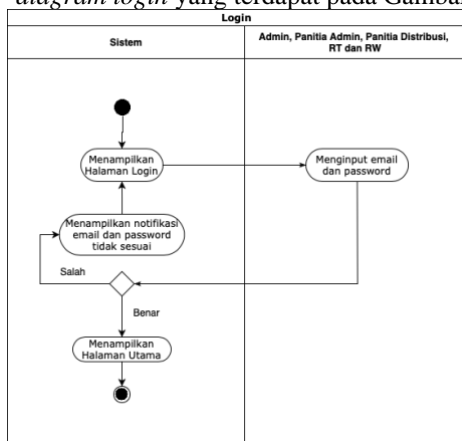 diagram login yang terdapat pada Gambar
Login
Sistem
Admin, Panitia Admin, Panitia Distribusi,
RT dan RW
Menampilkan
Halaman Login
Menginput email
dan password
Menampilkan notifikasi
email dan password
tidak sesuai
Salah
Benar
Menampilkan
Halaman Utama